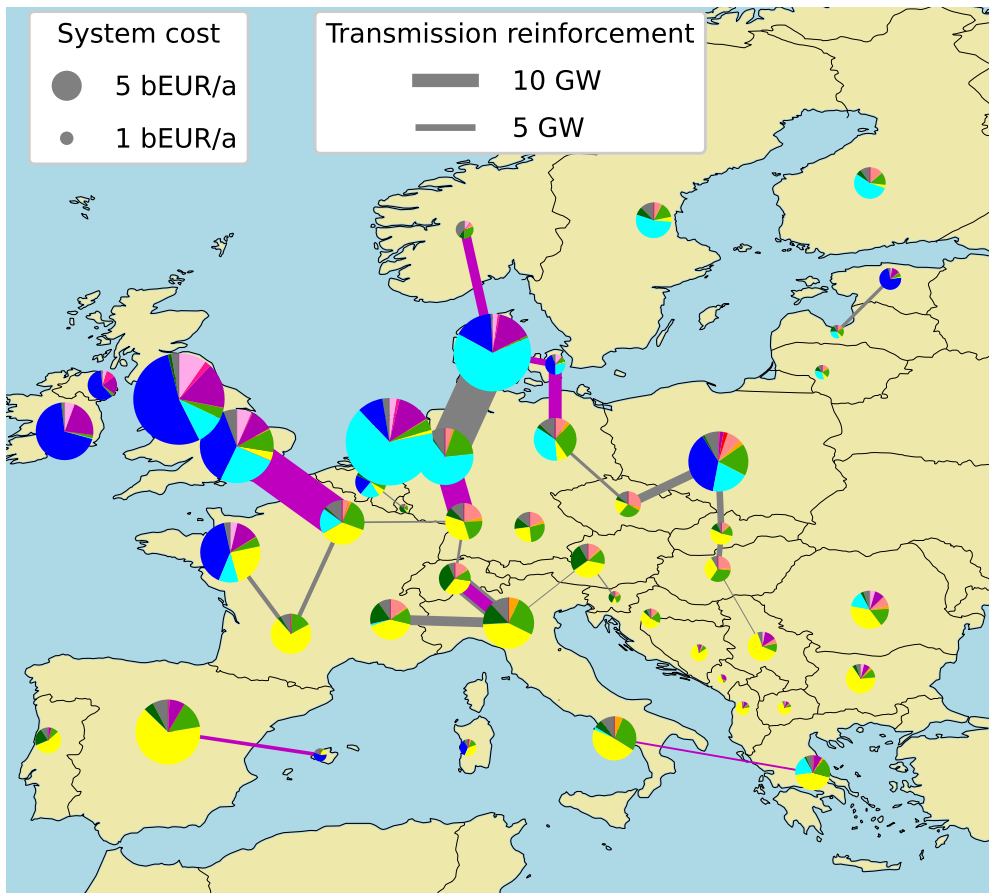 System cost
5 bEUR/a
1 bEUR/a
Transmission reinforcement
10 GW
5 GW